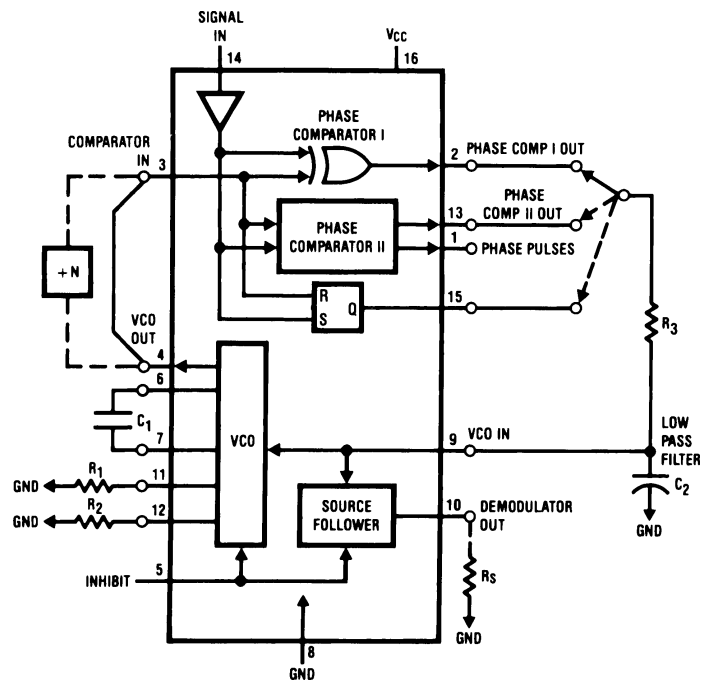 SIGNAL
IN
14
VCC
16
PHASE
COMPARATOR I
COMPARATOR
IN
3
2
PHASE COMP I OUT
PHASE
COMP II OUT
13
PHASE
COMPARATOR II
1
PHASE PULSES
+N
R
S
Q
15
R3
VCO
OUT
4
6
C1
7
VCO
9
VCO IN
LOW
PASS
FILTER
C2
GND
GND
R1
11
GND
R2
12
SOURCE
FOLLOWER
10
DEMODULATOR
OUT
RS
GND
INHIBIT
5
8
GND